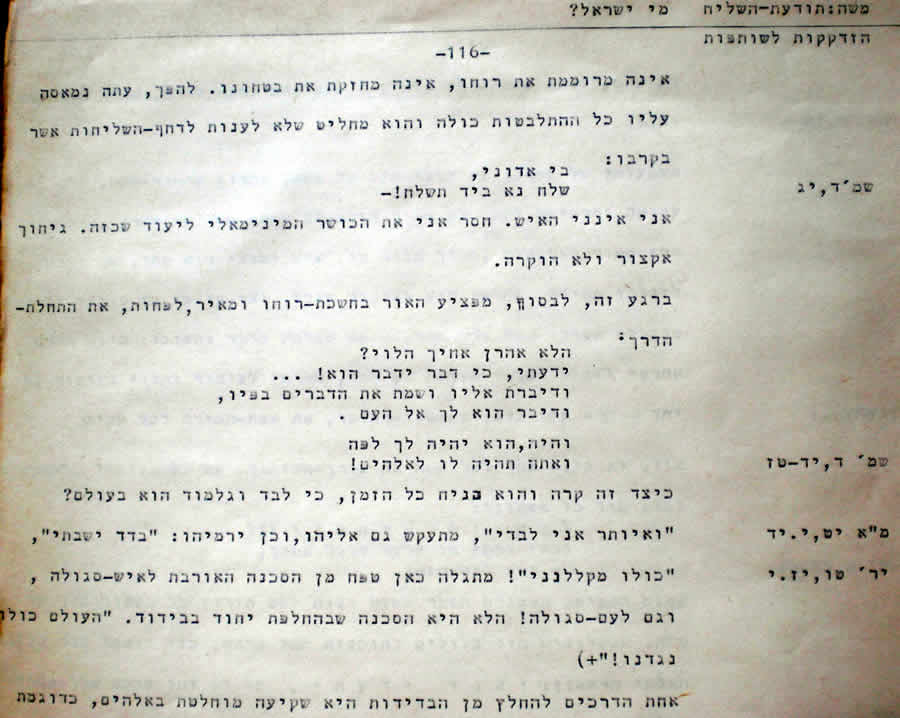 משה:תודעת-השליח    מי ישראל?
הזדקקות לשותפות
-116-
אינה מרוממת את רוחו, אינה מחזקת את בטחונו. להפך, עתה נמאסה
עליו כל ההתלבטות כולה והוא מחליט שלא לענות לדחף-השליחות אשר
בקרבו:
בי אדוני,
שמ׳ד,יג    שלח נא ביד תשלח!-
אני אינני האיש. חסר אני את הכושר המינימאלי ליעוד שכזה. גיחוך
אקצור ולא הוקרה.
ברגע זה, לבסוף, מפציע האור בחשכת-רוחו ומאיר,לפחות, את התחלת-
הדרך:
הלא אהרן אחיך הלוי?
ידעתי, כי דבר ידבר הוא! ...
ודיברת אליו ושמת את הדברים בפיו,
ודיבר הוא לך אל העם .
והיה,הוא יהיה לך לפה
שמ׳ ד,יד-טז    ואתה תהיה לו לאלהים!
כיצד זה קרה והוא הניח כל הזמן, כי לבד וגלמוד הוא בעולם?
מ"א יט,י.יד    "ואיותר אני לבדי", מתעקש גם אליהו,וכן ירמיהו: "בדד ישבתי",
יר׳ טו,יז.י    "כולו מקללנני"! מתגלה כאן טפח מן הסכנה האורבת לאיש-סגולה ,
וגם לעם-סגולה! הלא היא הסכנה שבהחלפת יחוד בבידוד. "העולם כולו
נגדנו!"+)
אחת הדרכים להחלץ מן הבדידות היא שקיעה מוחלטת באלהים, כדוגמת